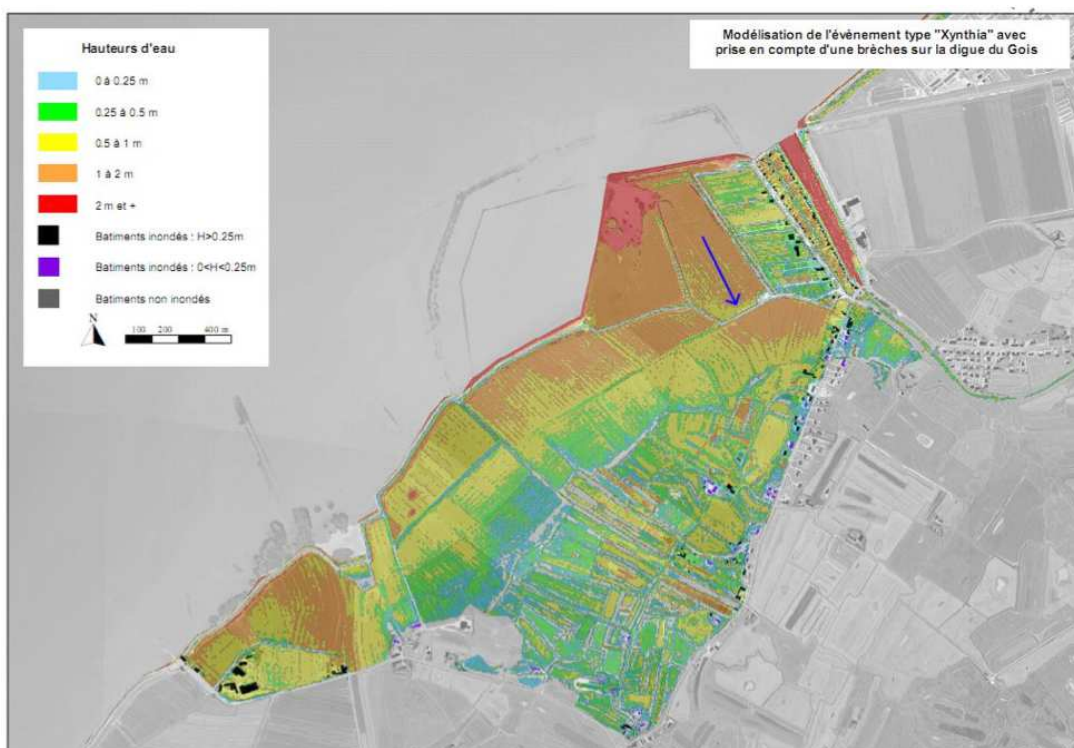 Modélisation de l'évènement type "Xynthia" avec
prise en compte d'une brèches sur la digue du Gois
Hauteurs d'eau
0 à 0.25 m
0.25 à 0.5 m
0.5 à 1 m
1 à 2 m
2 m et +
Batiments inondés : H>0.25m
Batiments inondés : 0<H<0.25m
Batiments non inondés
N
100 200 400 m